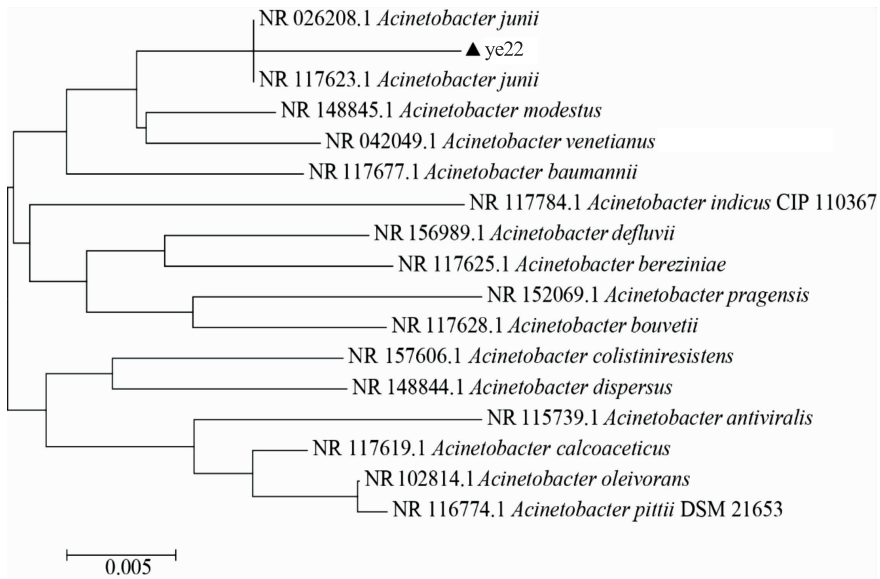 NR 026208.1 Acinetobacter junii
▲ ye22
NR 117623.1 Acinetobacter junii
NR 148845.1 Acinetobacter modestus
NR 042049.1 Acinetobacter venetianus
NR 117677.1 Acinetobacter baumannii
NR 117784.1 Acinetobacter indicus CIP 110367
NR 156989.1 Acinetobacter defluvii
NR 117625.1 Acinetobacter bereziniae
NR 152069.1 Acinetobacter pragensis
NR 117628.1 Acinetobacter bouvetii
NR 157606.1 Acinetobacter colistiniresistens
NR 148844.1 Acinetobacter dispersus
NR 115739.1 Acinetobacter antiviralis
NR 117619.1 Acinetobacter calcoaceticus
NR 102814.1 Acinetobacter oleivorans
NR 116774.1 Acinetobacter pittii DSM 21653
0.005